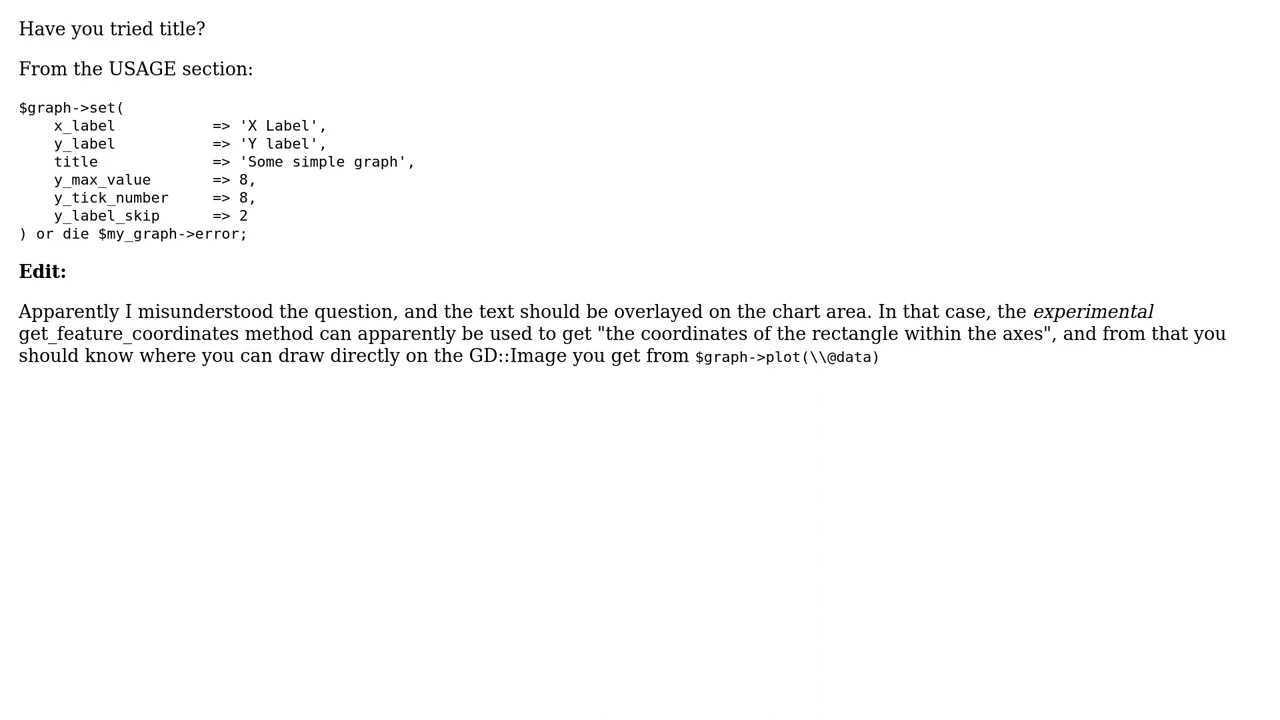 Have you tried title?
From the USAGE section:
$graph->set(
    x_label           => 'X Label',
    y_label           => 'Y label',
    title             => 'Some simple graph',
    y_max_value       => 8,
    y_tick_number     => 8,
    y_label_skip      => 2
) or die $my_graph->error;
Edit:
Apparently I misunderstood the question, and the text should be overlayed on the chart area. In that case, the experimental
get_feature_coordinates method can apparently be used to get "the coordinates of the rectangle within the axes", and from that you
should know where you can draw directly on the GD::Image you get from $graph->plot(\\@data)